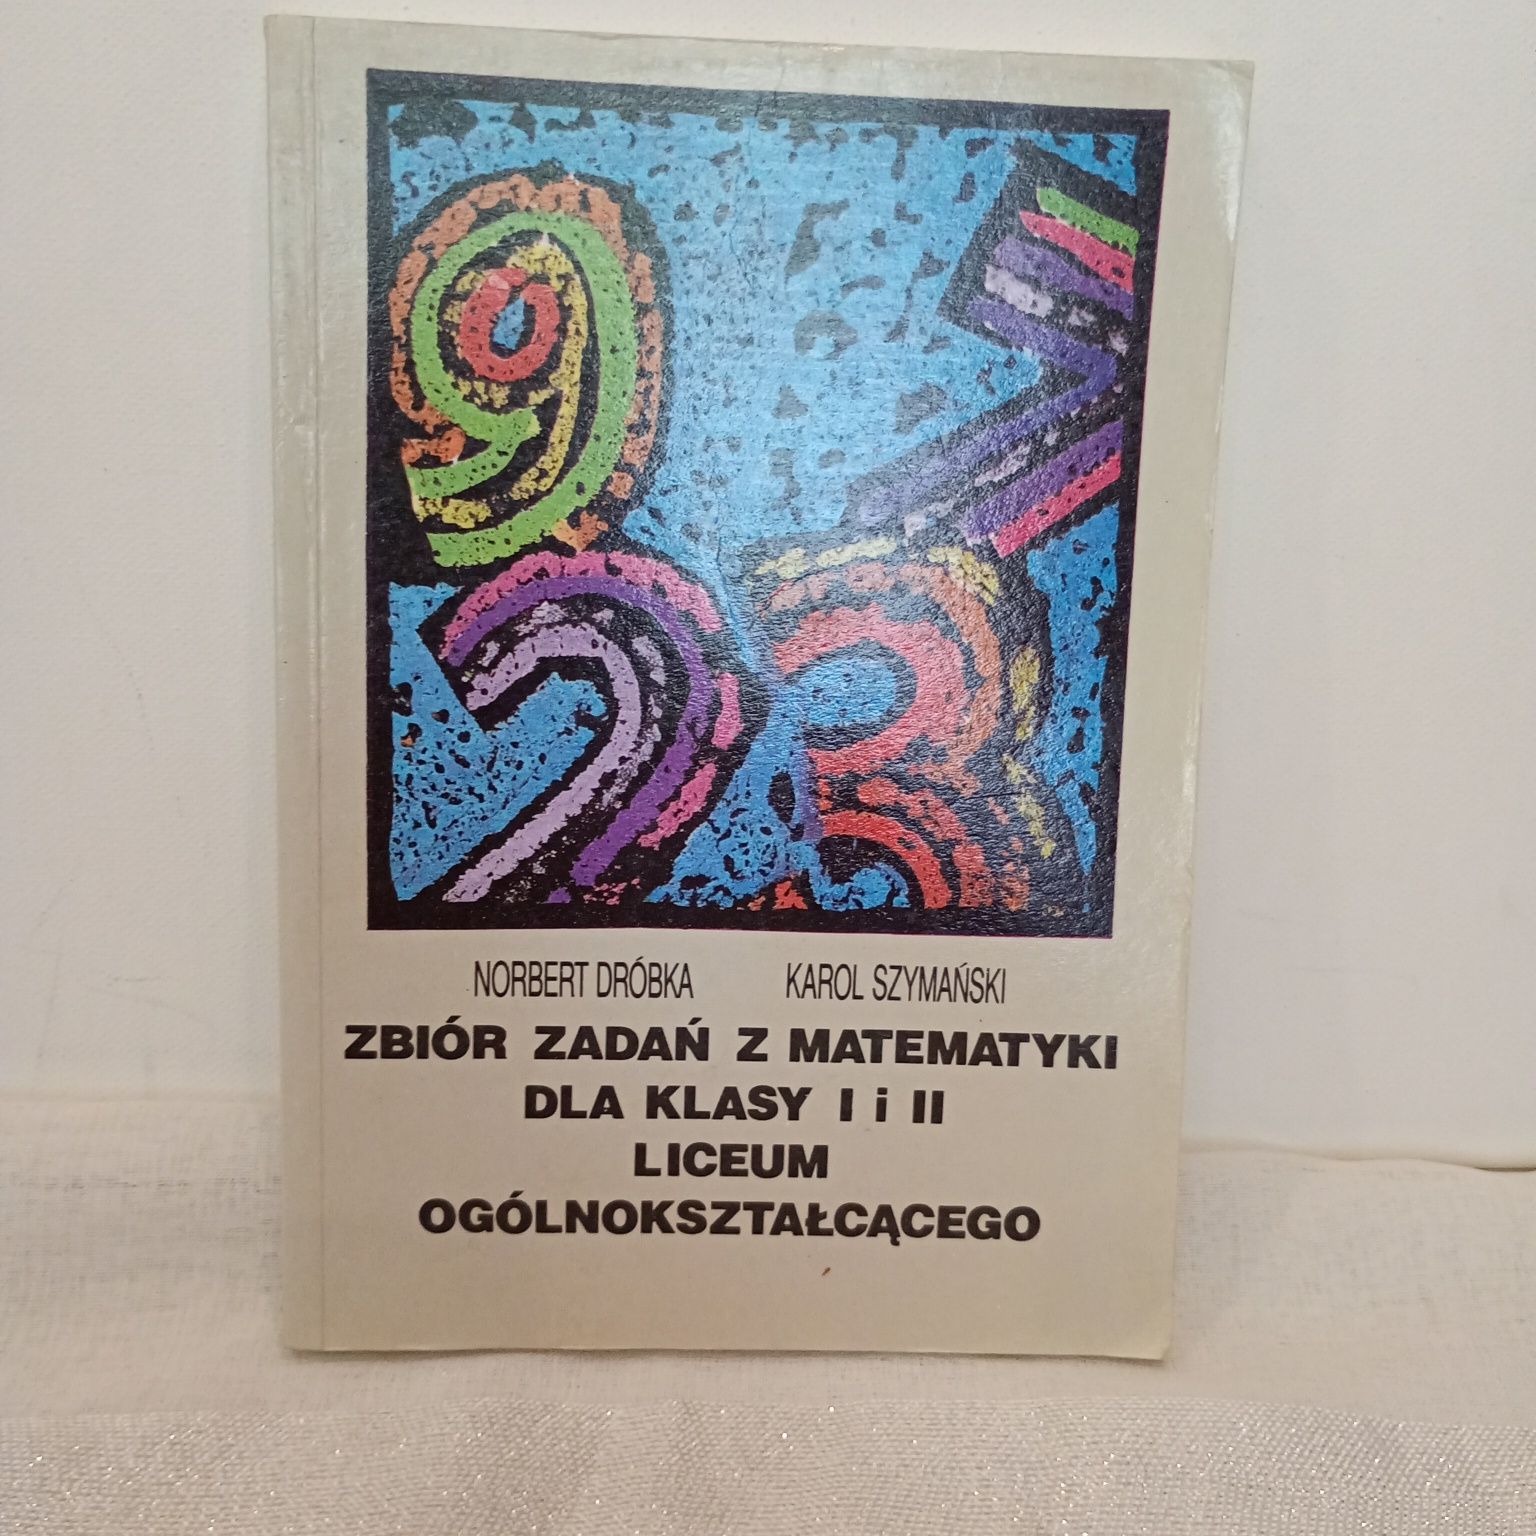 NORBERT DRÓBKA KAROL SZYMAŃSKI
ZBIÓR ZADAŃ Z MATEMATYKI
DLA KLASY I i II
LICEUM
OGÓLNOKSZTAŁCĄCEGO